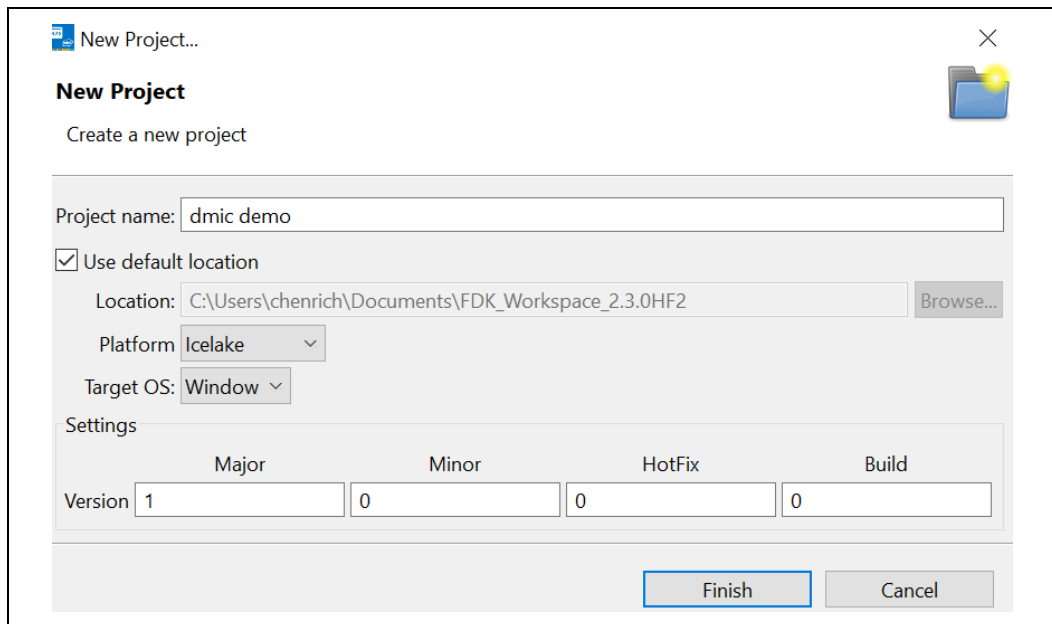 New Project...
New Project
Create a new project
Project name: dmic demo
Use default location
Location: C:\Users\chenrich\Documents\FDK_Workspace_2.3.0HF2 Browse...
Platform Icelake
Target OS: Window
Settings
Major Minor HotFix Build
Version 1 0 0 0
Finish Cancel